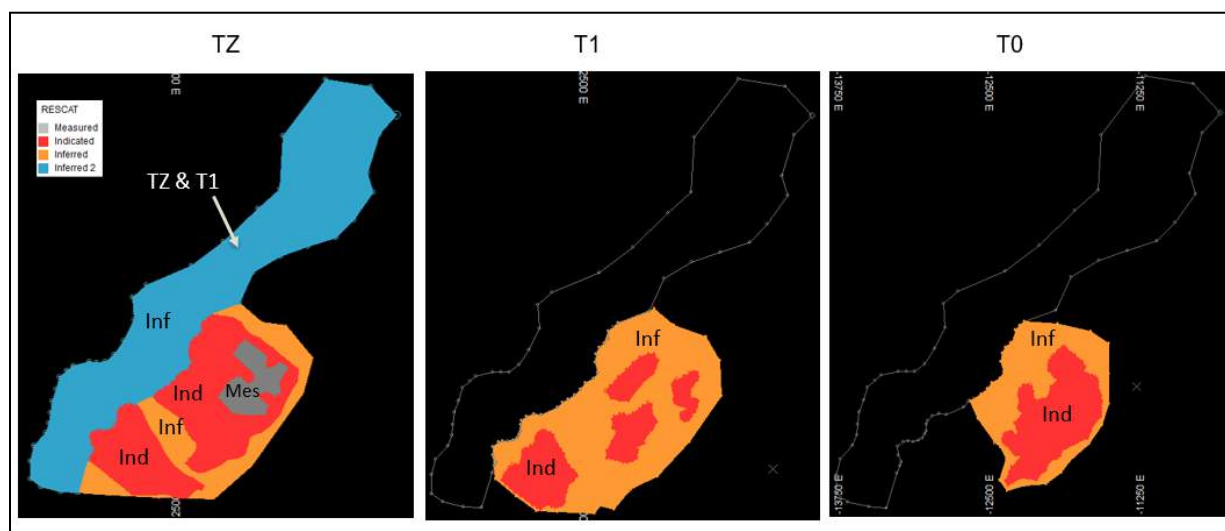 TZ
T1
T0
RESCAT
Measured
Indicated
Inferred
Inferred 2
TZ & T1
Inf
Ind
Mes
Inf
Ind
2500
2500 E
Inf
Ind
-13750 E
-12500 E
-11250 E
Inf
Ind
-13750 E
-12500 E
-11250 E